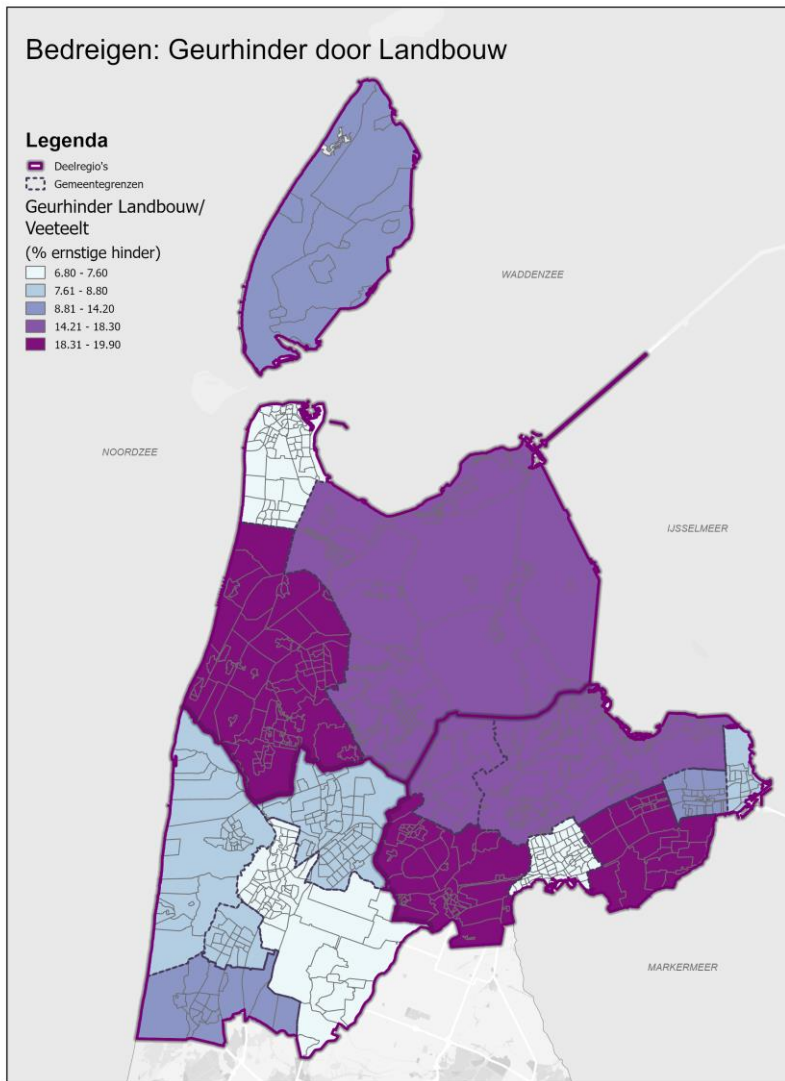 Bedreigen: Geurhinder door Landbouw
Legenda
Deelregio's
Gemeentegrenzen
Geurhinder Landbouw/
Veeteelt
(% ernstige hinder)
6.80 - 7.60
7.61 - 8.80
8.81 - 14.20
14.21 - 18.30
18.31 - 19.90
WADDENZEE
NOORDZEE
IJSSELMEER
MARKERMEER